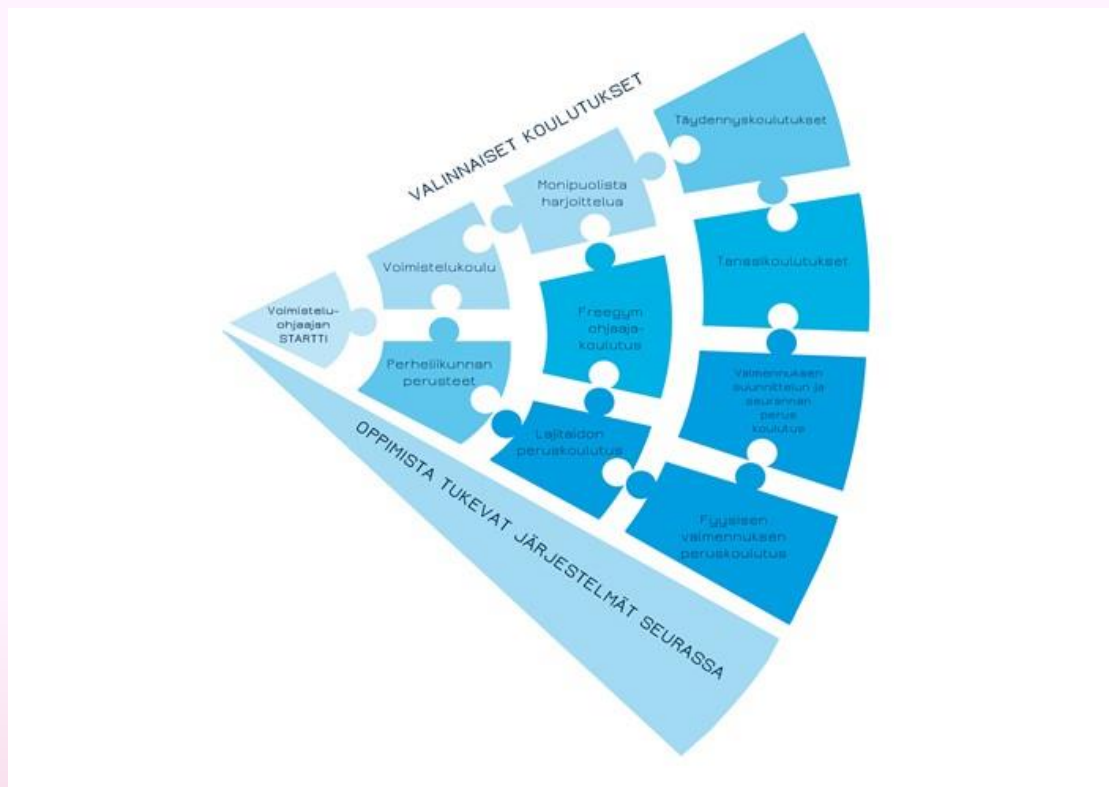 VALINNAISET KOULUTUKSET
Täydennyskoulutukset
Monipuolista
harjoittelua
Voimistelukoulu
Tanssikoulutukset
Voimistelu-
ohjaajan
STARTTI
Freegym
ohjaaja-
koulutus
Perheliikunnan
perusteet
Valmennuksen
suunnittelun ja
seurannan
perus
koulutus
Lajitaidon
peruskoulutus
Fyysisen
valmennuksen
peruskoulutus
OPPIMISTA TUKEVAT JÄRJESTELMÄT SEURASSA